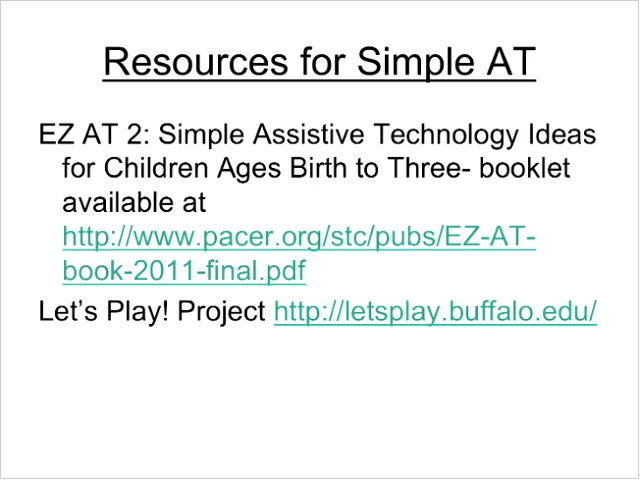 Resources for Simple AT
EZ AT 2: Simple Assistive Technology Ideas
for Children Ages Birth to Three- booklet
available at
http://www.pacer.org/stc/pubs/EZ-AT-
book-2011-final.pdf
Let’s Play! Project http://letsplay.buffalo.edu/